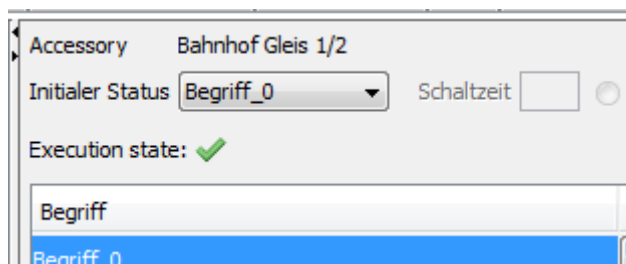 Accessory Bahnhof Gleis 1/2
Initialer Status Begriff_0 Schaltzeit
Execution state:
Begriff
Begriff_0